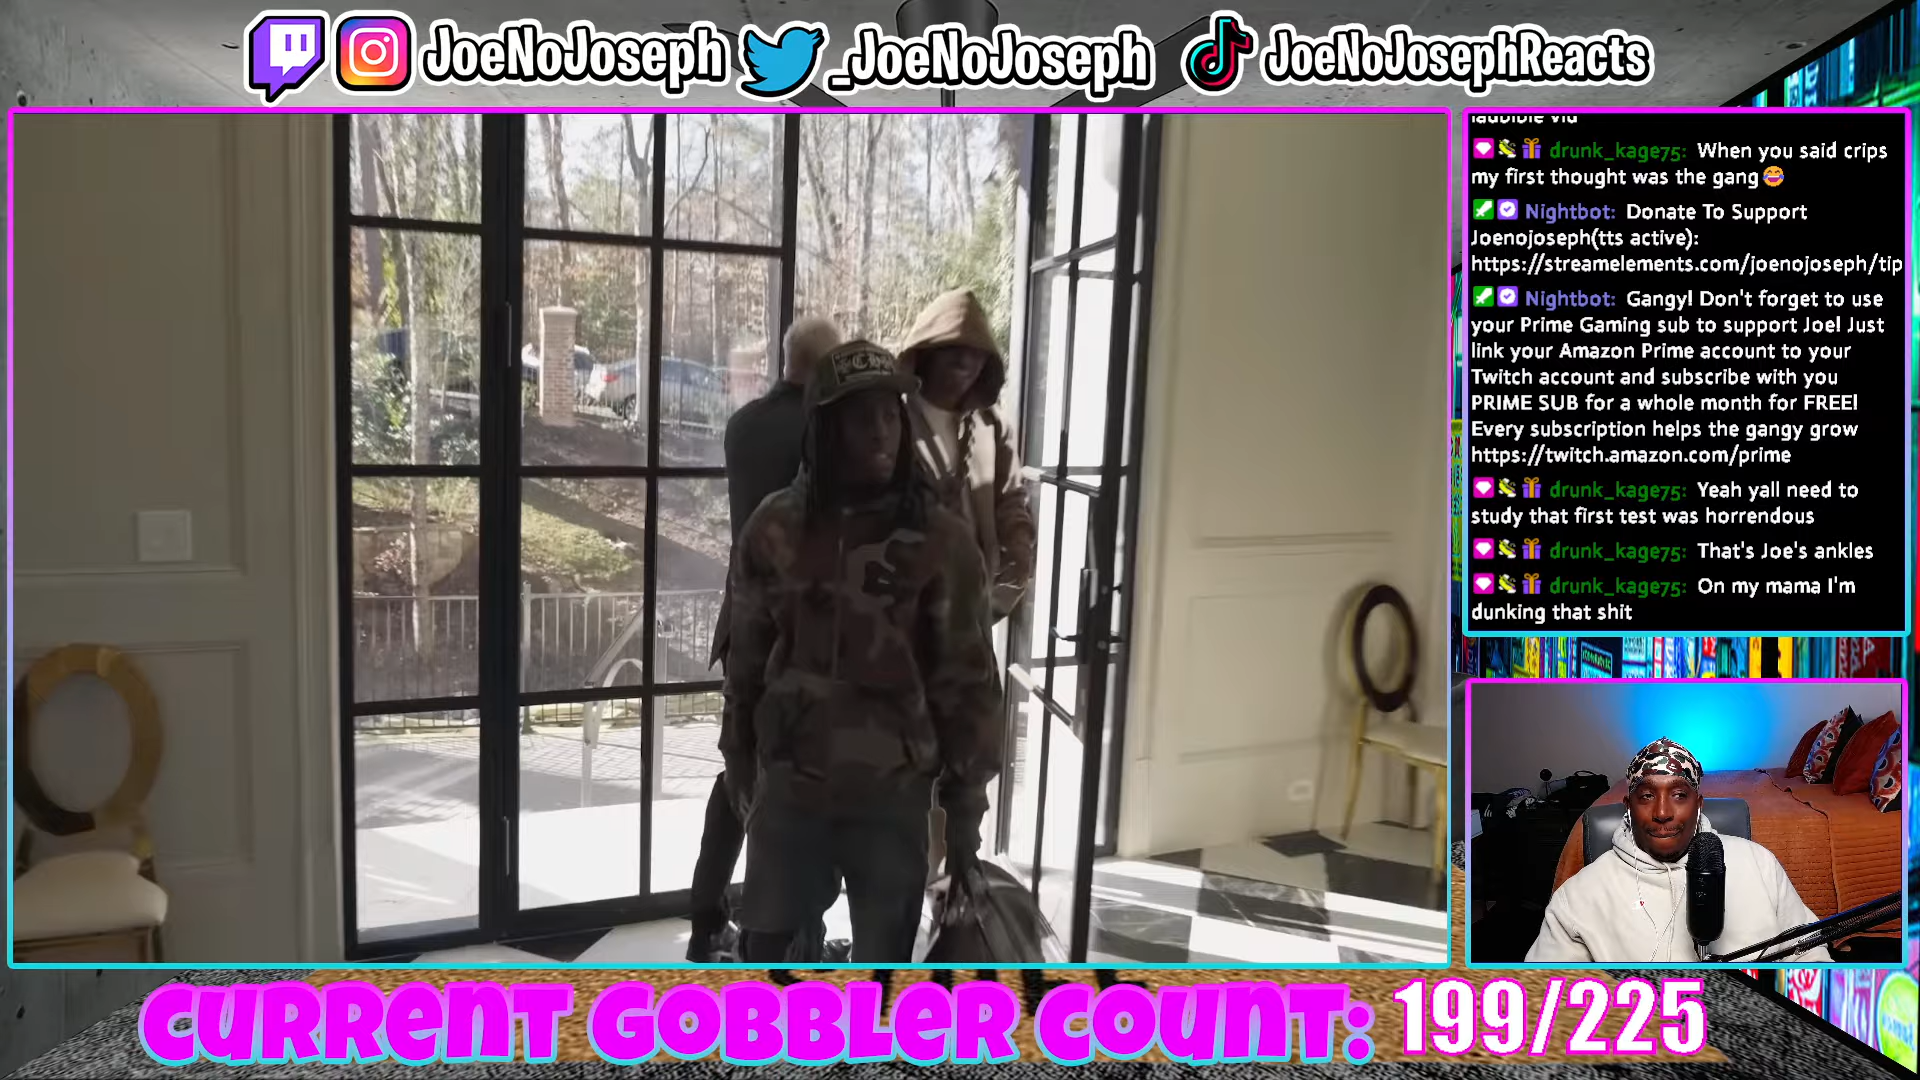 JoeNoJoseph
_JoeNoJoseph
JoeNoJosephReacts
ladbible vid
drunk_kage75: When you said crips
my first thought was the gang😂
Nightbot: Donate To Support
Joenojoseph(tts active):
https://streamelements.com/joenojoseph/tip
Nightbot: Gangy! Don't forget to use
your Prime Gaming sub to support Joe! Just
link your Amazon Prime account to your
Twitch account and subscribe with you
PRIME SUB for a whole month for FREE!
Every subscription helps the gangy grow
https://twitch.amazon.com/prime
drunk_kage75: Yeah yall need to
study that first test was horrendous
drunk_kage75: That's Joe's ankles
drunk_kage75: On my mama I'm
dunking that shit
CURRENT GOBBLER COUNT: 199/225